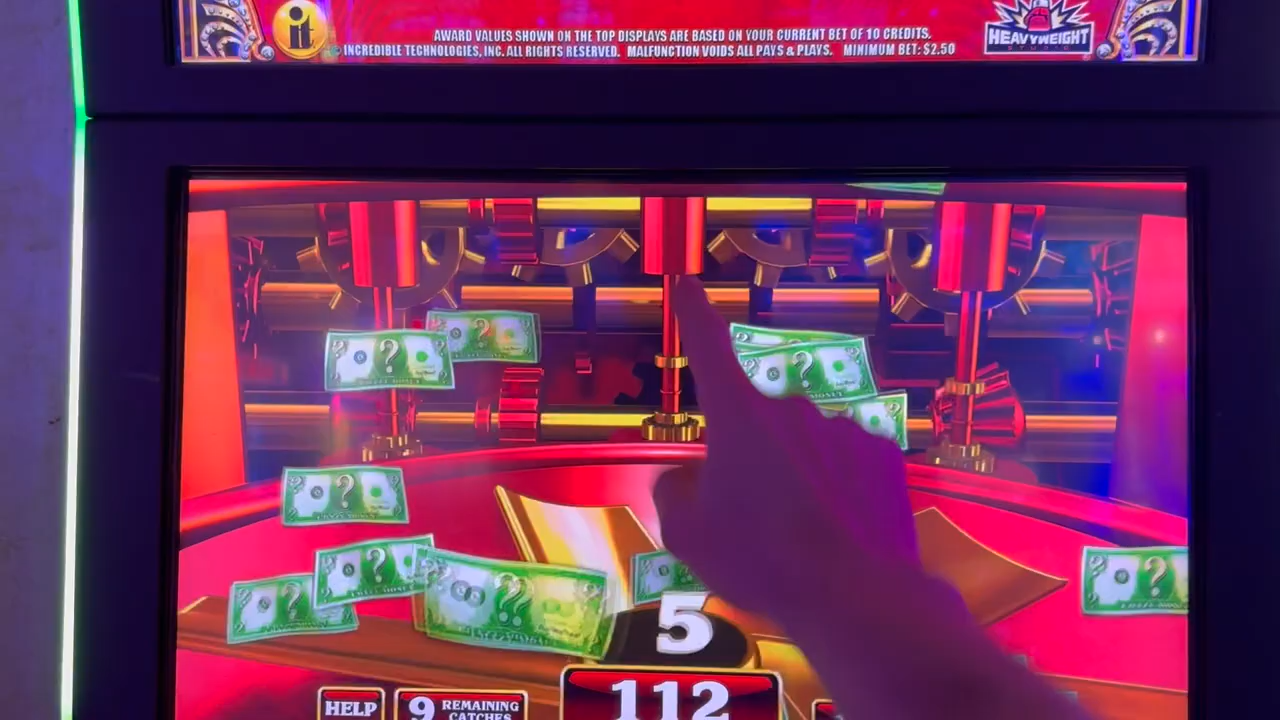 it
AWARD VALUES SHOWN ON THE TOP DISPLAYS ARE BASED ON YOUR CURRENT BET OF 10 CREDITS.
© INCREDIBLE TECHNOLOGIES, INC. ALL RIGHTS RESERVED. MALFUNCTION VOIDS ALL PAYS & PLAYS. MINIMUM BET: $2.50
HEAVYWEIGHT
STUDIO
?
?
?
?
?
?
?
?
5
HELP
9 REMAINING
CATCHES
112